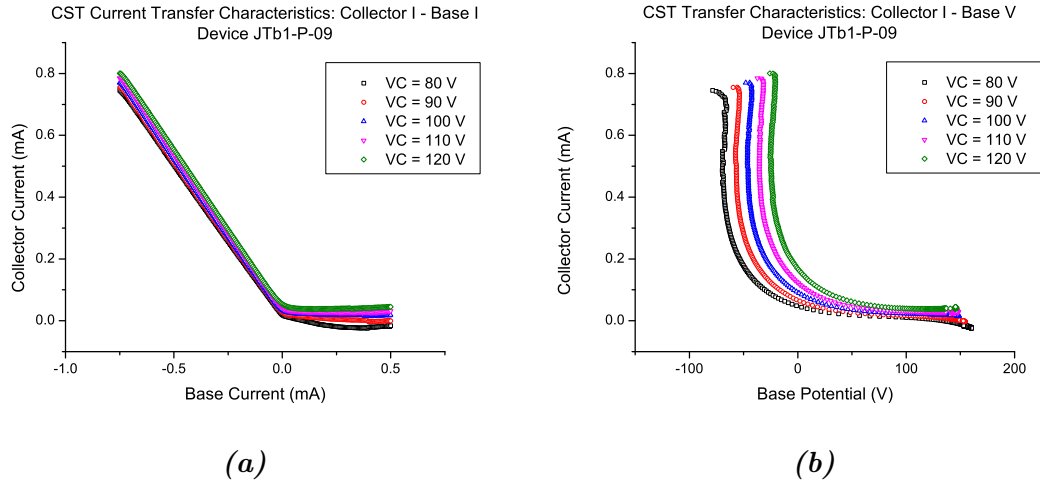 CST Current Transfer Characteristics: Collector I - Base I
Device JTb1-P-09
0.8
0.6
0.4
0.2
0.0
Collector Current (mA)
VC = 80 V
VC = 90 V
VC = 100 V
VC = 110 V
VC = 120 V
-1.0 -0.5 0.0 0.5
Base Current (mA)
(a)
CST Transfer Characteristics: Collector I - Base V
Device JTb1-P-09
0.8
0.6
0.4
0.2
0.0
Collector Current (mA)
VC = 80 V
VC = 90 V
VC = 100 V
VC = 110 V
VC = 120 V
-100 0 100 200
Base Potential (V)
(b)